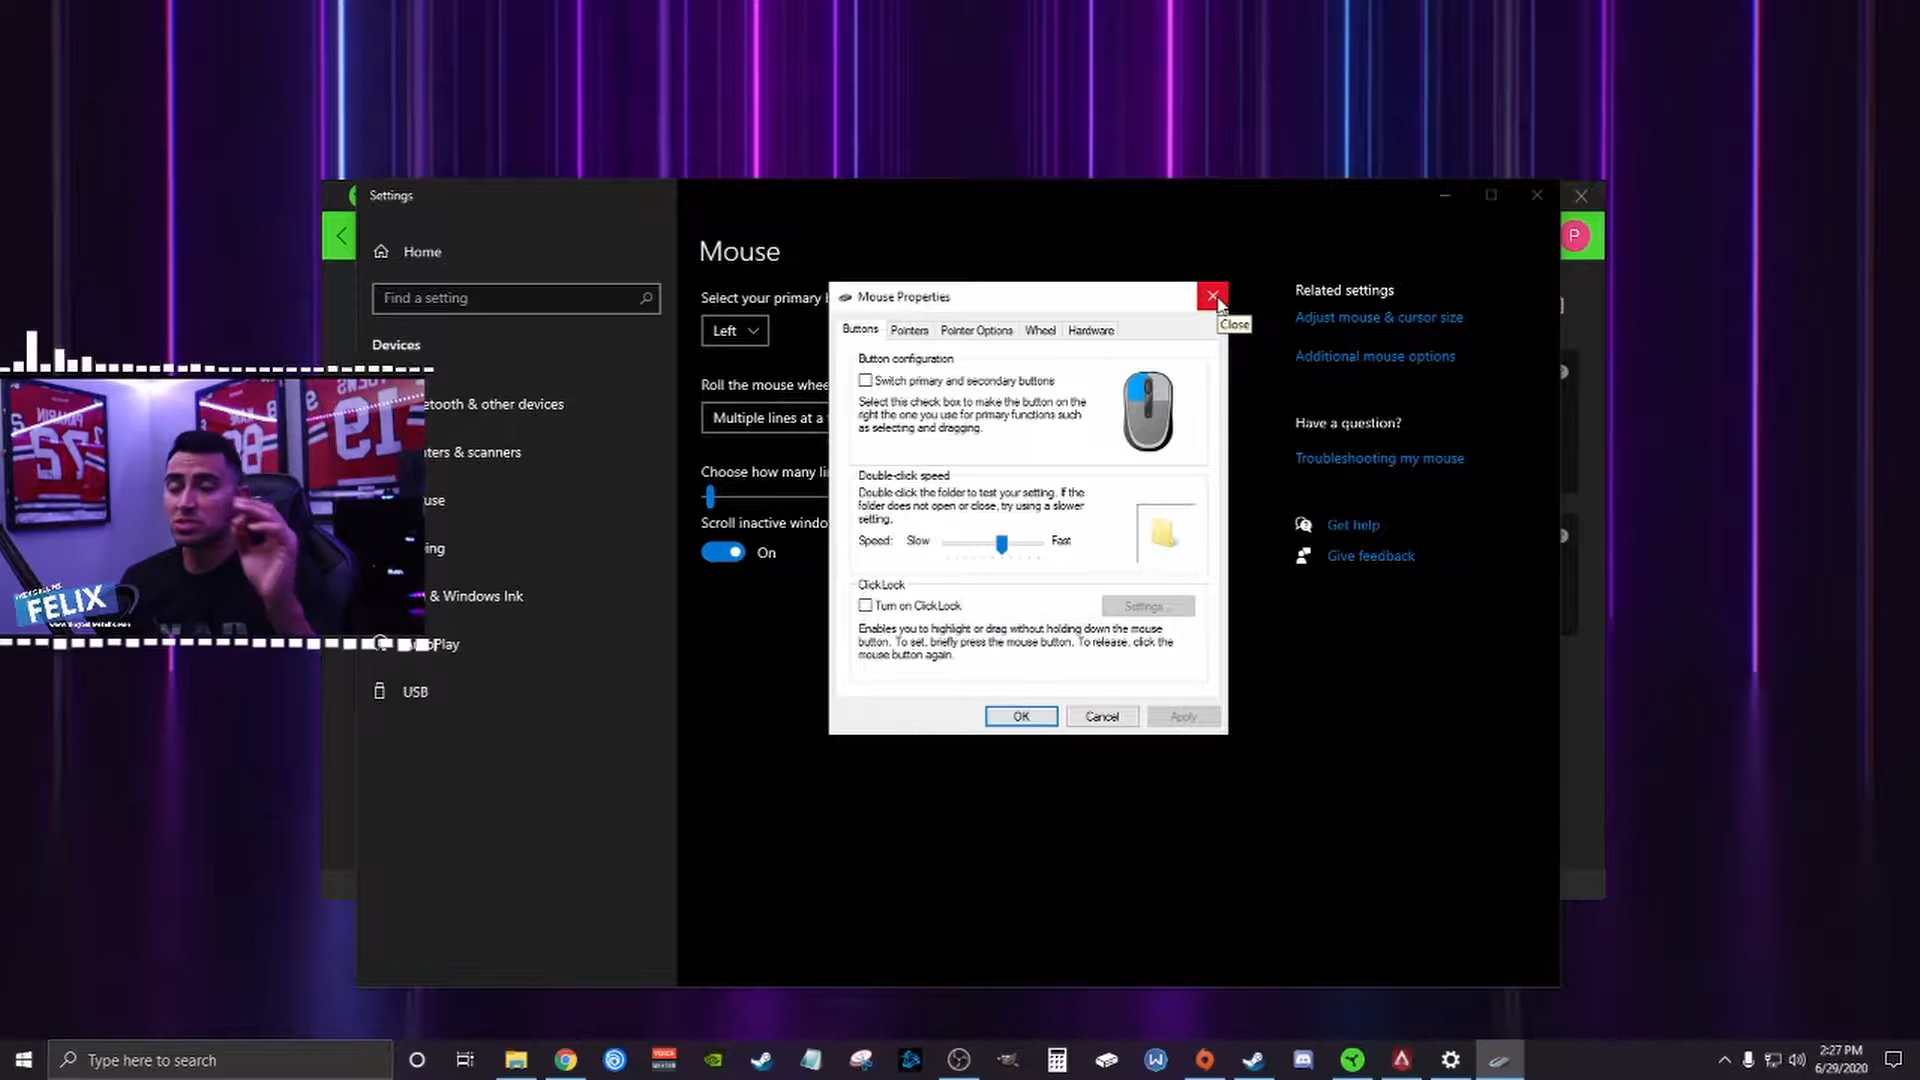 Settings
Home
Find a setting
Devices
etooth & other devices
ters & scanners
use
ing
& Windows Ink
oPlay
USB
Mouse
Select your primary b
Left
Roll the mouse whee
Multiple lines at a t
Choose how many li
Scroll inactive windo
On
Mouse Properties
Close
Buttons
Pointers
Pointer Options
Wheel
Hardware
Button configuration
Switch primary and secondary buttons
Select this check box to make the button on the
right the one you use for primary functions such
as selecting and dragging.
Double-click speed
Double-click the folder to test your setting. If the
folder does not open or close, try using a slower
setting.
Speed: Slow Fast
ClickLock
Turn on ClickLock
Settings...
Enables you to highlight or drag without holding down the mouse
button. To set, briefly press the mouse button. To release, click the
mouse button again.
OK
Cancel
Apply
Related settings
Adjust mouse & cursor size
Additional mouse options
Have a question?
Troubleshooting my mouse
Get help
Give feedback
P
FELIX
Type here to search
2:27 PM
6/29/2020